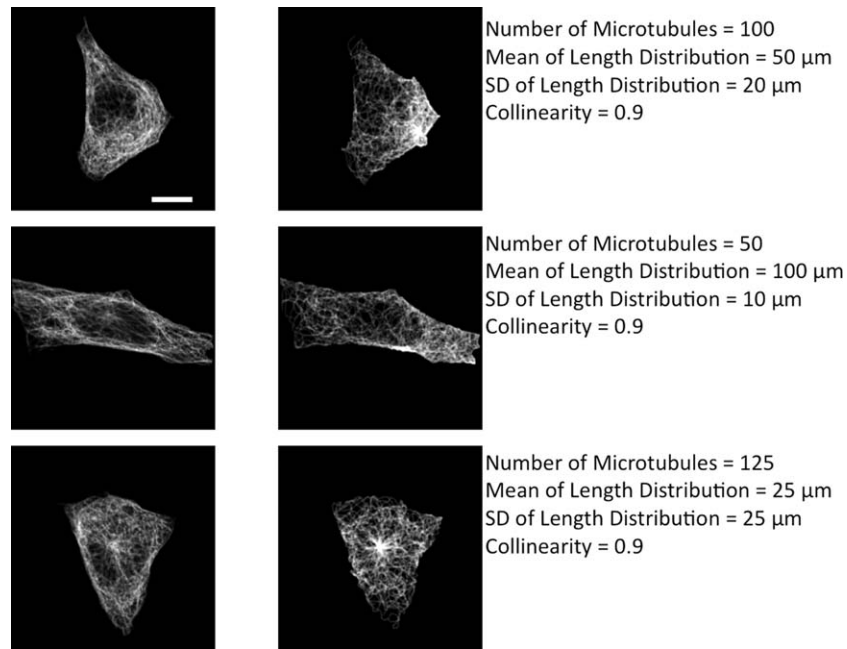 Number of Microtubules = 100
Mean of Length Distribution = 50 μm
SD of Length Distribution = 20 μm
Collinearity = 0.9
Number of Microtubules = 50
Mean of Length Distribution = 100 μm
SD of Length Distribution = 10 μm
Collinearity = 0.9
Number of Microtubules = 125
Mean of Length Distribution = 25 μm
SD of Length Distribution = 25 μm
Collinearity = 0.9